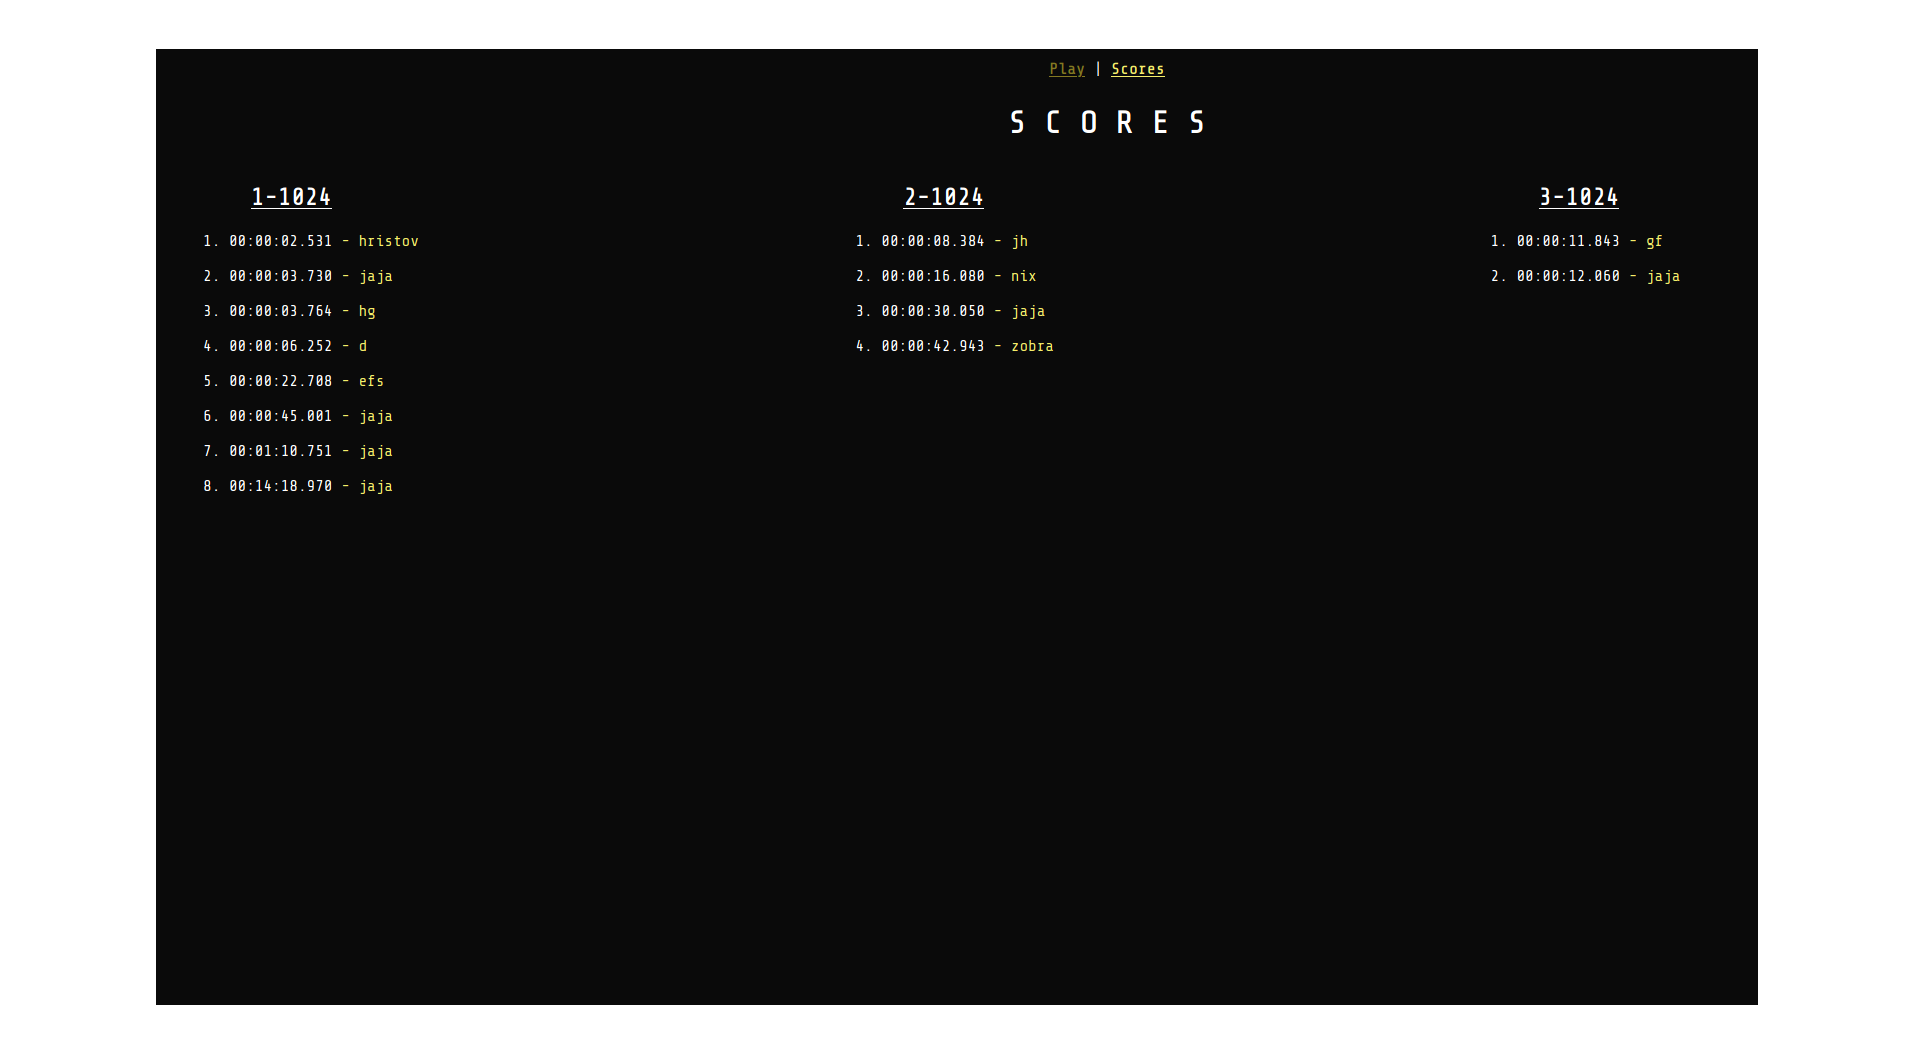 Play | Scores
S C O R E S
1-1024
1. 00:00:02.531 - hristov
2. 00:00:03.730 - jaja
3. 00:00:03.764 - hg
4. 00:00:06.252 - d
5. 00:00:22.708 - efs
6. 00:00:45.001 - jaja
7. 00:01:10.751 - jaja
8. 00:14:18.970 - jaja
2-1024
1. 00:00:08.384 - jh
2. 00:00:16.080 - nix
3. 00:00:30.050 - jaja
4. 00:00:42.943 - zobra
3-1024
1. 00:00:11.843 - gf
2. 00:00:12.060 - jaja